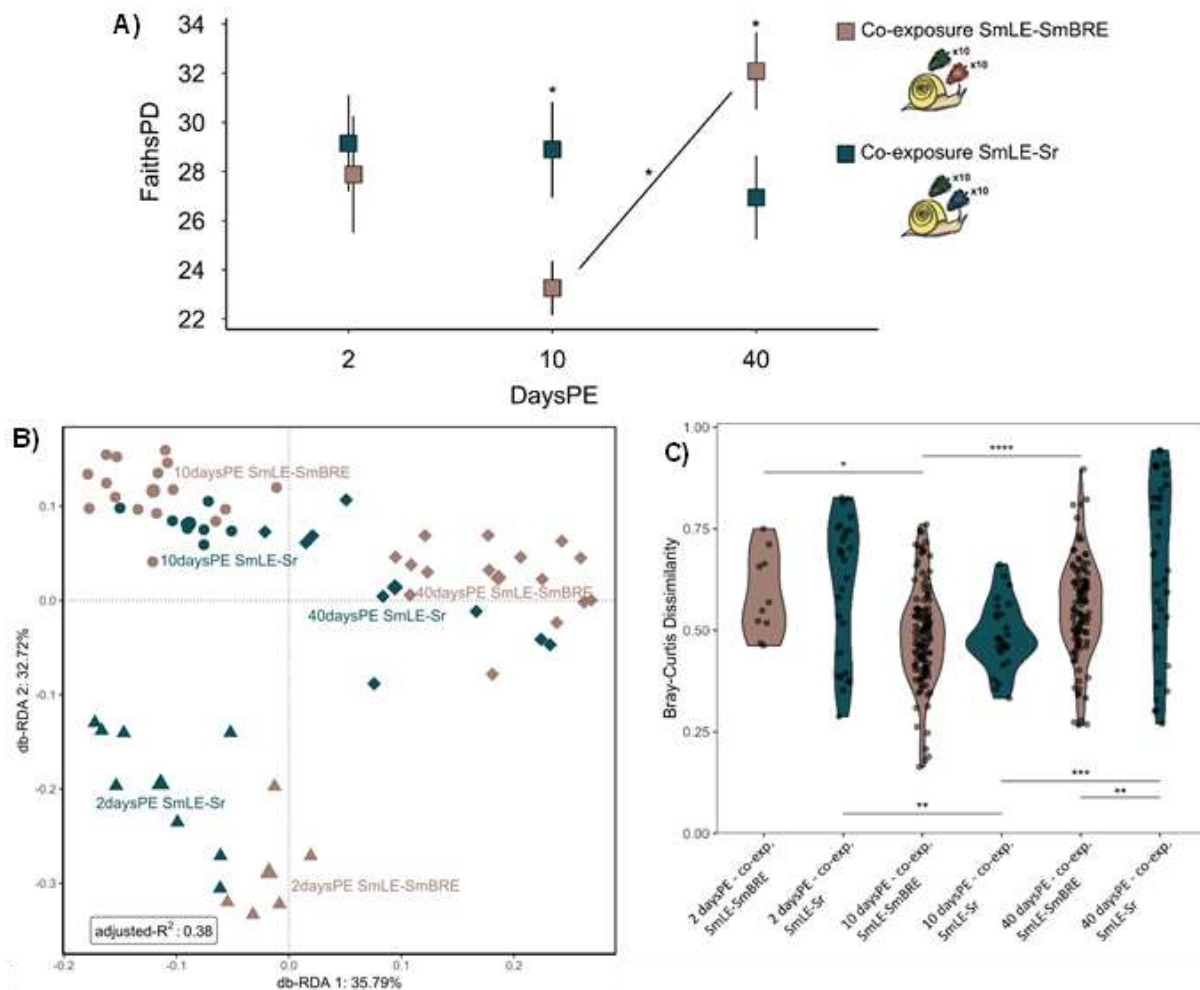 A)
34
32
30
28
26
24
22
FaithsPD
*
*
*
2
10
40
DaysPE
Co-exposure SmLE-SmBRE
x10
x10
Co-exposure SmLE-Sr
x10
x10
B)
10daysPE SmLE-SmBRE
10daysPE SmLE-Sr
40daysPE SmLE-SmBRE
40daysPE SmLE-Sr
2daysPE SmLE-Sr
2daysPE SmLE-SmBRE
adjusted-R²: 0.38
0.1
0.0
-0.1
-0.2
-0.3
db-RDA 2: 32.72%
-0.2
-0.1
0.0
0.1
0.2
db-RDA 1: 35.79%
C)
1.00
0.75
0.50
0.25
0.00
Bray-Curtis Dissimilarity
*
****
***
**
**
2 daysPE - co-exp.
SmLE-SmBRE
2 daysPE - co-exp.
SmLE-Sr
10 daysPE - co-exp.
SmLE-SmBRE
10 daysPE - co-exp.
SmLE-Sr
40 daysPE - co-exp.
SmLE-SmBRE
40 daysPE - co-exp.
SmLE-Sr